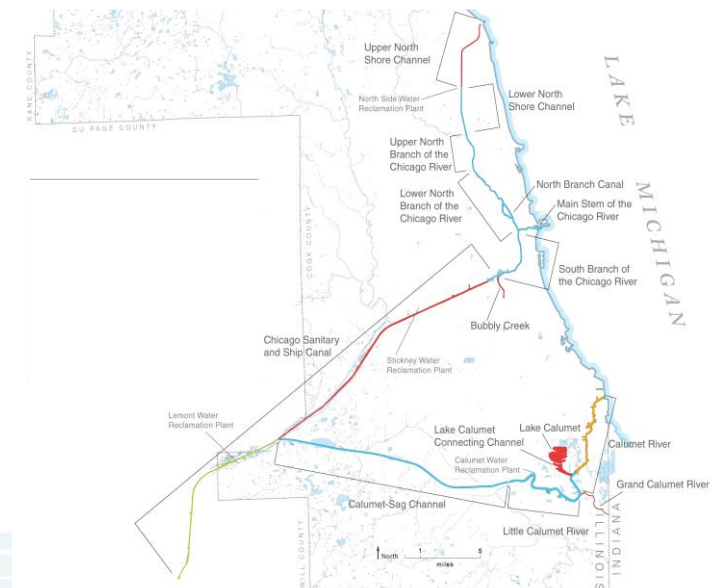 Upper North
Shore Channel
North Side Water
Reclamation Plant
Lower North
Shore Channel
LAKE
MICHIGAN
KANE COUNTY
DU PAGE COUNTY
Upper North
Branch of the
Chicago River
Lower North
Branch of the
Chicago River
North Branch Canal
Main Stem of the
Chicago River
COOK COUNTY
South Branch of
the Chicago River
Bubbly Creek
Chicago Sanitary
and Ship Canal
Stickney Water
Reclamation Plant
Lemont Water
Reclamation Plant
Lake Calumet
Connecting Channel
Lake Calumet
Calumet River
Calumet Water
Reclamation Plant
Grand Calumet River
Calumet-Sag Channel
Little Calumet River
WILL COUNTY
North
1
5
miles
ILLINOIS
INDIANA